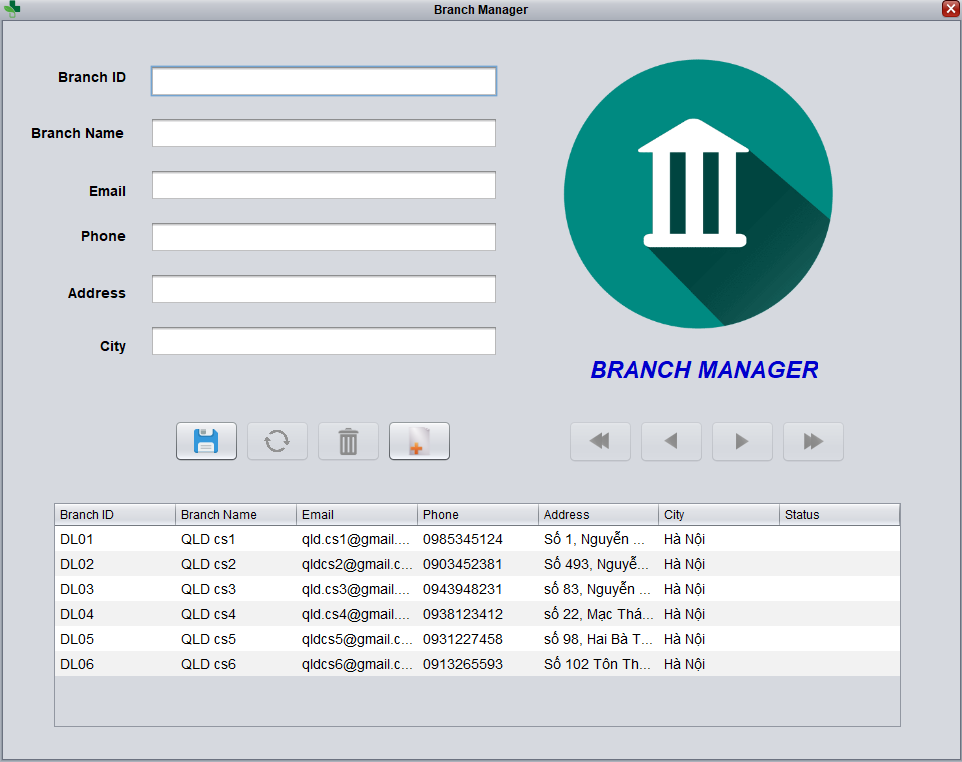 Branch Manager
Branch ID
Branch Name
Email
Phone
Address
City
BRANCH MANAGER
Branch ID Branch Name Email Phone Address City Status
DL01 QLD cs1 qld.cs1@gmail.... 0985345124 Số 1, Nguyễn ... Hà Nội
DL02 QLD cs2 qldcs2@gmail.c... 0903452381 Số 493, Nguyễ... Hà Nội
DL03 QLD cs3 qld.cs3@gmail.... 0943948231 số 83, Nguyễn ... Hà Nội
DL04 QLD cs4 qld.cs4@gmail.... 0938123412 số 22, Mạc Thá... Hà Nội
DL05 QLD cs5 qldcs5@gmail.c... 0931227458 số 98, Hai Bà T... Hà Nội
DL06 QLD cs6 qldcs6@gmail.c... 0913265593 Số 102 Tôn Th... Hà Nội